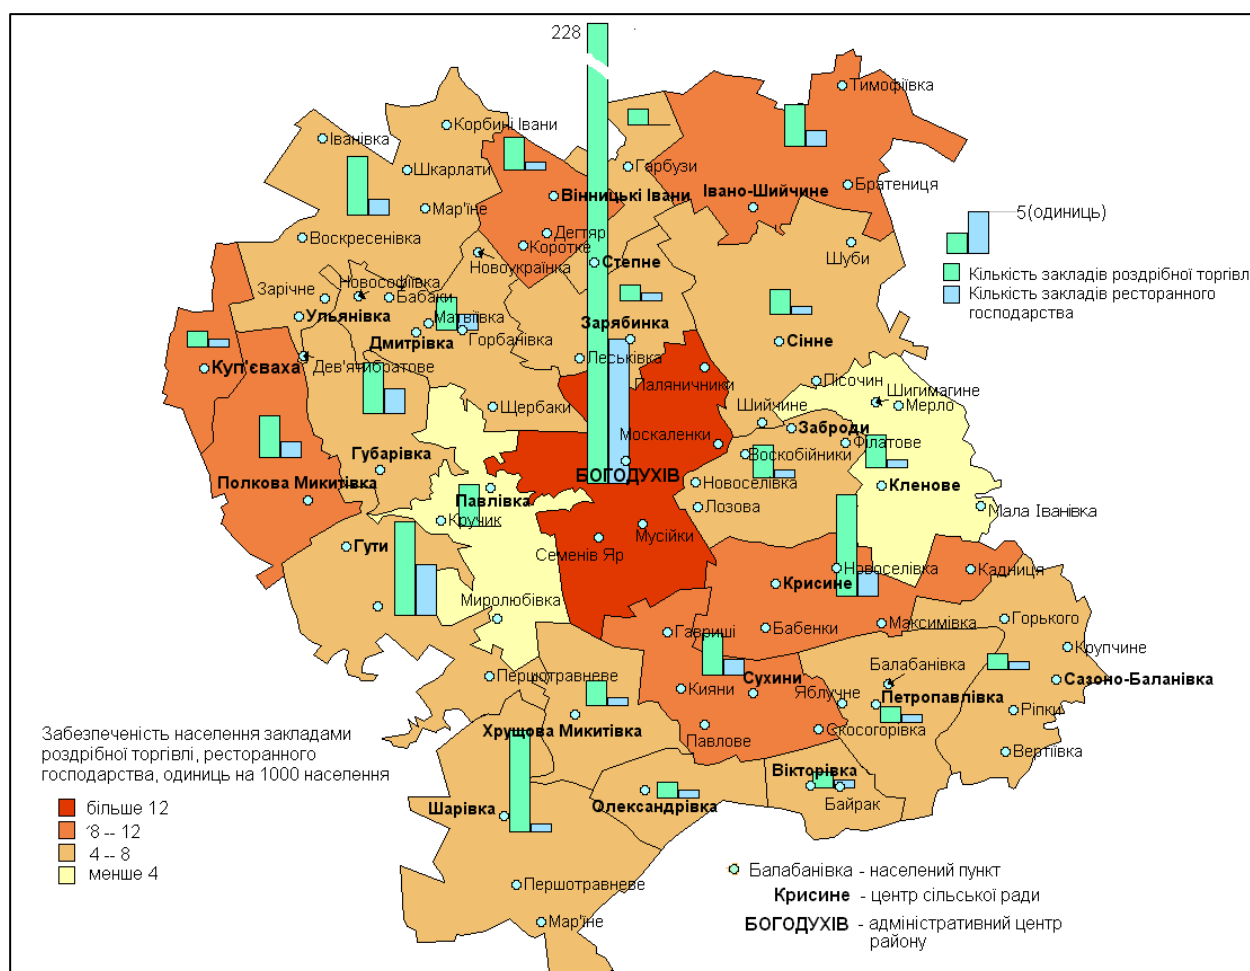 228
Тимофіївка
Корбині Івани
Іванівка
Гарбузи
Шкарлати
Братениця
Вінницькі Івани
Івано-Шийчине
Мар'їне
5(одиниць)
Дегтяр
Воскресенівка
Коротке
Шуби
Степне
Новоукраїнка
Кількість закладів роздрібної торгівлі
Новософіївка
Зарічне
Бабаки
Кількість закладів ресторанного
господарства
Ульянівка
Матвіївка
Зарябинка
Дмитрівка
Горбанівка
Сінне
Леськівка
Куп'єваха
Дев'ятибратове
Паляничники
Пісочин
Шигимагине
Мерло
Щербаки
Шийчине
Заброди
Москаленки
Філатове
Воскобійники
Губарівка
БОГОДУХІВ
Полкова Микитівка
Новоселівка
Кленове
Павлівка
Лозова
Мала Іванівка
Кручик
Мусійки
Гути
Семенів Яр
Новоселівка
Кадниця
Крисине
Миролюбівка
Горького
Гавриші
Бабенки
Максимівка
Крупчине
Балабанівка
Першотравневе
Сухини
Сазоно-Баланівка
Кияни
Яблучне
Петропавлівка
Ріпки
Хрущова Микитівка
Павлове
Скосогорівка
Забезпеченість населення закладами
роздрібної торгівлі, ресторанного
господарства, одиниць на 1000 населення
Вертіївка
Вікторівка
Байрак
більше 12
Шарівка
Олександрівка
8 -- 12
4 -- 8
менше 4
Балабанівка - населений пункт
Першотравневе
Крисине - центр сільської ради
Мар'їне
БОГОДУХІВ - адміністративний центр
району